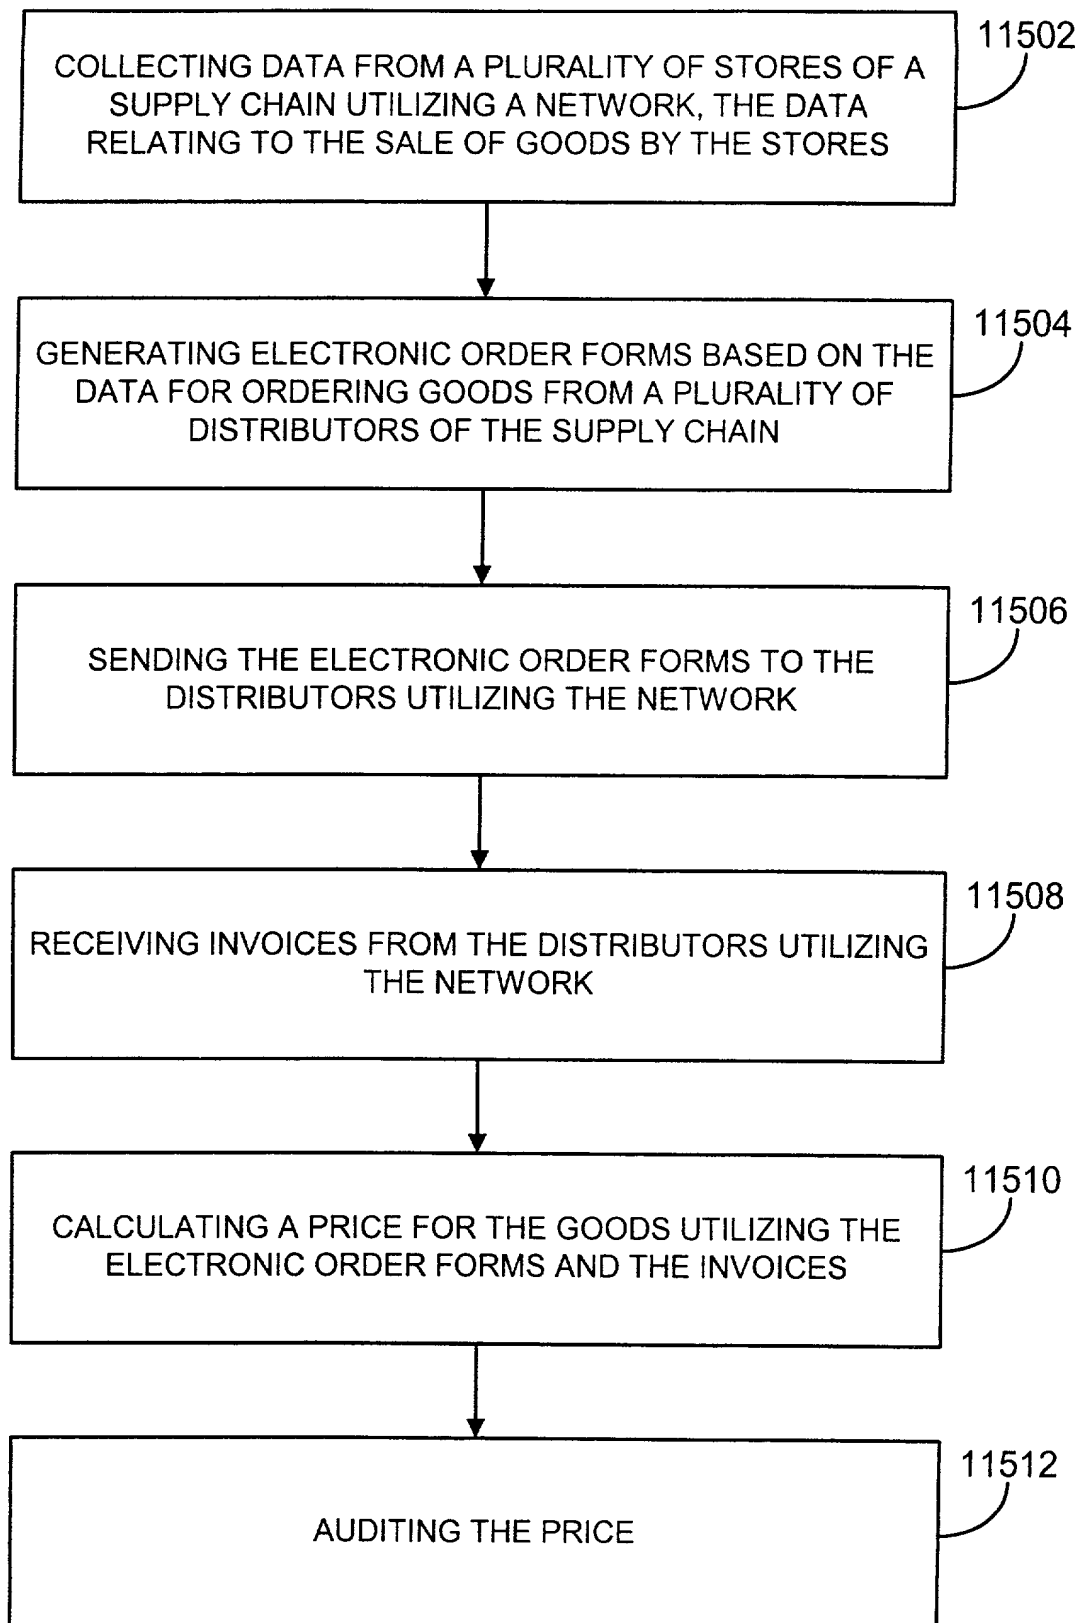 11502
COLLECTING DATA FROM A PLURALITY OF STORES OF A
SUPPLY CHAIN UTILIZING A NETWORK, THE DATA
RELATING TO THE SALE OF GOODS BY THE STORES
11504
GENERATING ELECTRONIC ORDER FORMS BASED ON THE
DATA FOR ORDERING GOODS FROM A PLURALITY OF
DISTRIBUTORS OF THE SUPPLY CHAIN
11506
SENDING THE ELECTRONIC ORDER FORMS TO THE
DISTRIBUTORS UTILIZING THE NETWORK
11508
RECEIVING INVOICES FROM THE DISTRIBUTORS UTILIZING
THE NETWORK
11510
CALCULATING A PRICE FOR THE GOODS UTILIZING THE
ELECTRONIC ORDER FORMS AND THE INVOICES
11512
AUDITING THE PRICE